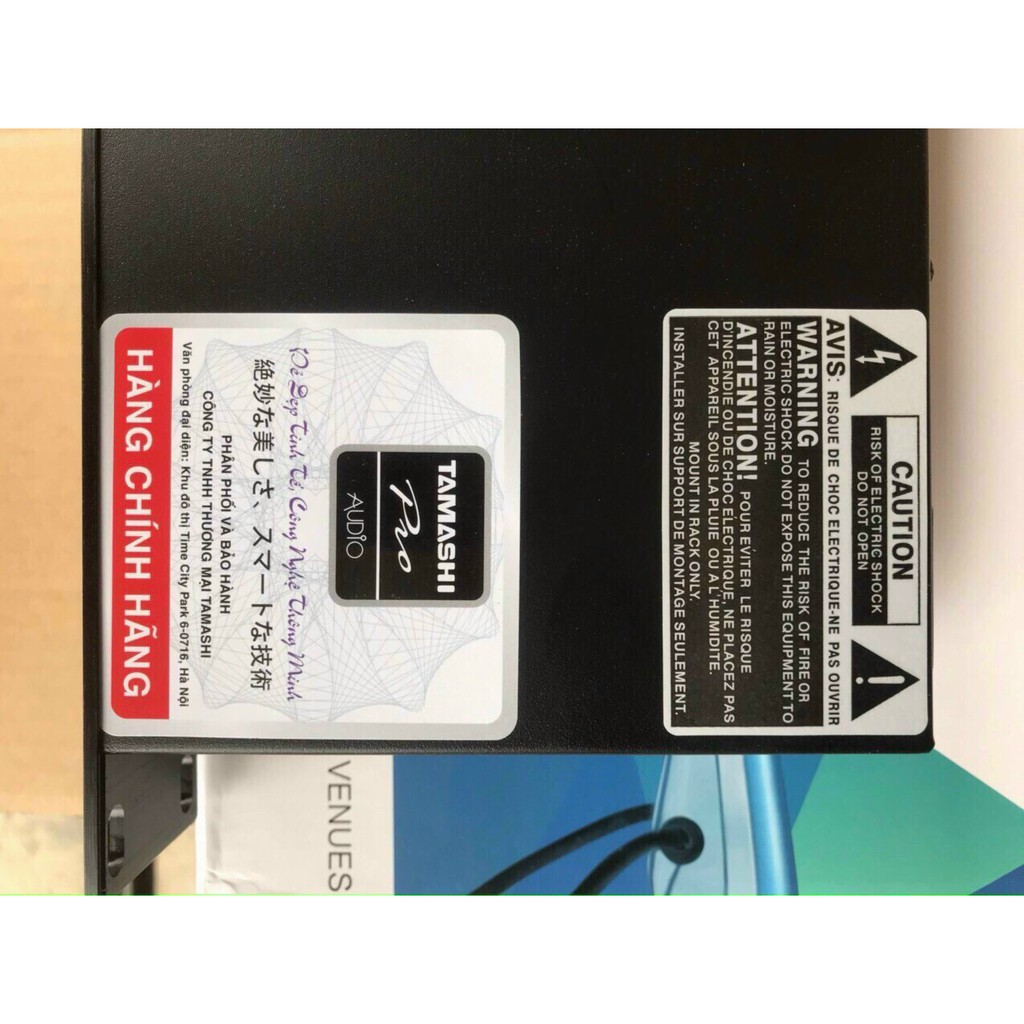 TAMASHI
Pro
AUDIO
Vẻ Đẹp Tinh Tế, Công Nghệ Thông Minh
絶妙な美しさ、スマートな技術
PHÂN PHỐI VÀ BẢO HÀNH
CÔNG TY TNHH THƯƠNG MẠI TAMASHI
Văn phòng đại diện: Khu đô thị Time City Park 6-0716, Hà Nội
HÀNG CHÍNH HÃNG
CAUTION
RISK OF ELECTRIC SHOCK
DO NOT OPEN
AVIS: RISQUE DE CHOC ELECTRIQUE-NE PAS OUVRIR
WARNING TO REDUCE THE RISK OF FIRE OR
ELECTRIC SHOCK DO NOT EXPOSE THIS EQUIPMENT TO
RAIN OR MOISTURE.
ATTENTION! POUR EVITER LE RISQUE
D'INCENDIE OU DE CHOC ELECTRIQUE, NE PLACEZ PAS
CET APPAREIL SOUS LA PLUIE OU A L'HUMIDITE.
MOUNT IN RACK ONLY.
INSTALLER SUR SUPPORT DE MONTAGE SEULEMENT.
VENUES